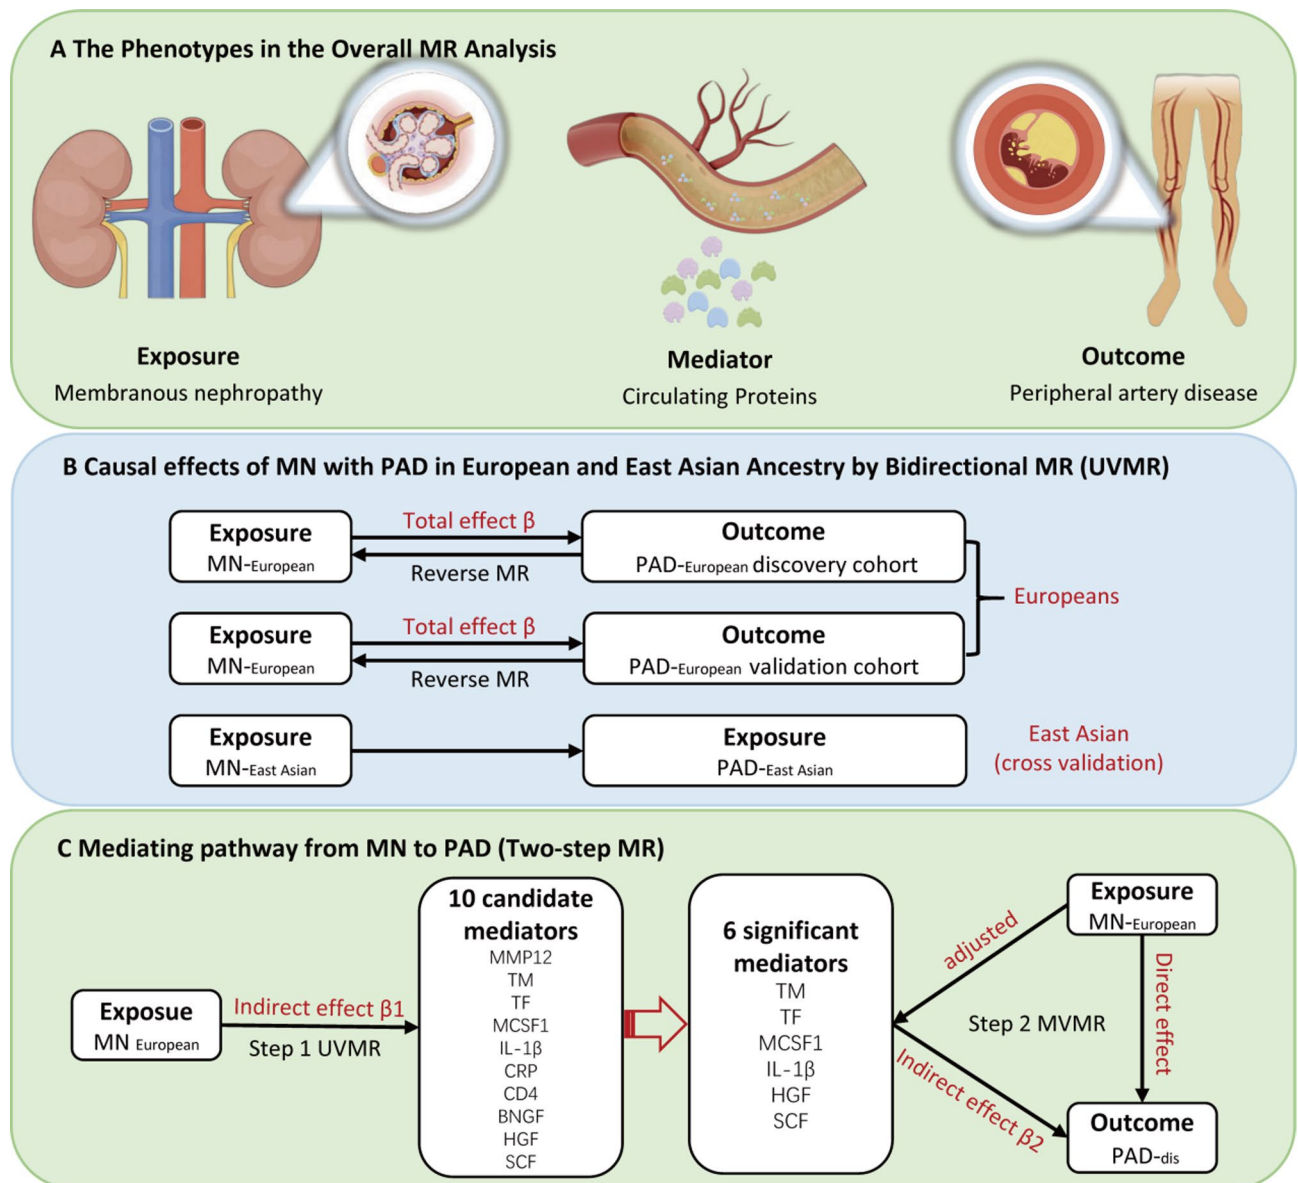 A The Phenotypes in the Overall MR Analysis
Exposure
Membranous nephropathy
Mediator
Circulating Proteins
Outcome
Peripheral artery disease
B Causal effects of MN with PAD in European and East Asian Ancestry by Bidirectional MR (UVMR)
Exposure
MN-European
Total effect β
Reverse MR
Outcome
PAD-European discovery cohort
Exposure
MN-European
Total effect β
Reverse MR
Outcome
PAD-European validation cohort
Europeans
Exposure
MN-East Asian
Exposure
PAD-East Asian
East Asian
(cross validation)
C Mediating pathway from MN to PAD (Two-step MR)
Exposue
MN European
Indirect effect β1
Step 1 UVMR
10 candidate
mediators
MMP12
TM
TF
MCSF1
IL-1β
CRP
CD4
BNGF
HGF
SCF
6 significant
mediators
TM
TF
MCSF1
IL-1β
HGF
SCF
adjusted
Exposure
MN-European
Step 2 MVMR
Direct effect
Indirect effect β2
Outcome
PAD-dis